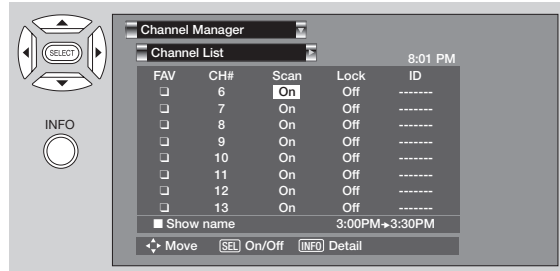 SELECT
INFO
Channel Manager
Channel List
8:01 PM
FAV CH# Scan Lock ID
❏ 6 On Off -------
❏ 7 On Off -------
❏ 8 On Off -------
❏ 9 On Off -------
❏ 10 On Off -------
❏ 11 On Off -------
❏ 12 On Off -------
❏ 13 On Off -------
Show name 3:00PM→3:30PM
Move SEL On/Off INFO Detail